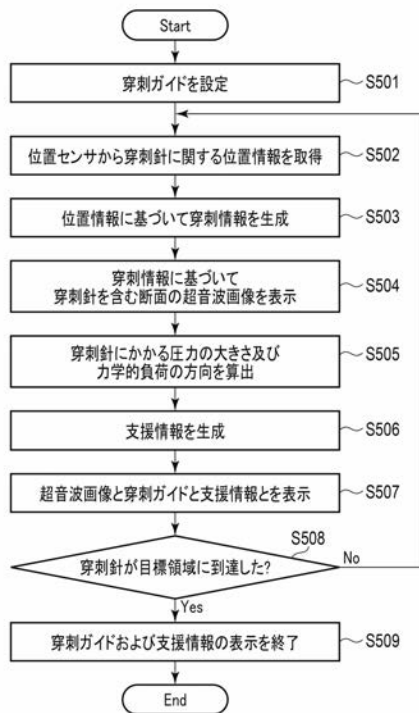 Start
穿刺ガイドを設定
S501
位置センサから穿刺針に関する位置情報を取得
S502
位置情報に基づいて穿刺情報を生成
S503
穿刺情報に基づいて
穿刺針を含む断面の超音波画像を表示
S504
穿刺針にかかる圧力の大きさ及び
力学的負荷の方向を算出
S505
支援情報を生成
S506
超音波画像と穿刺ガイドと支援情報とを表示
S507
S508
穿刺針が目標領域に到達した?
No
Yes
穿刺ガイドおよび支援情報の表示を終了
S509
End